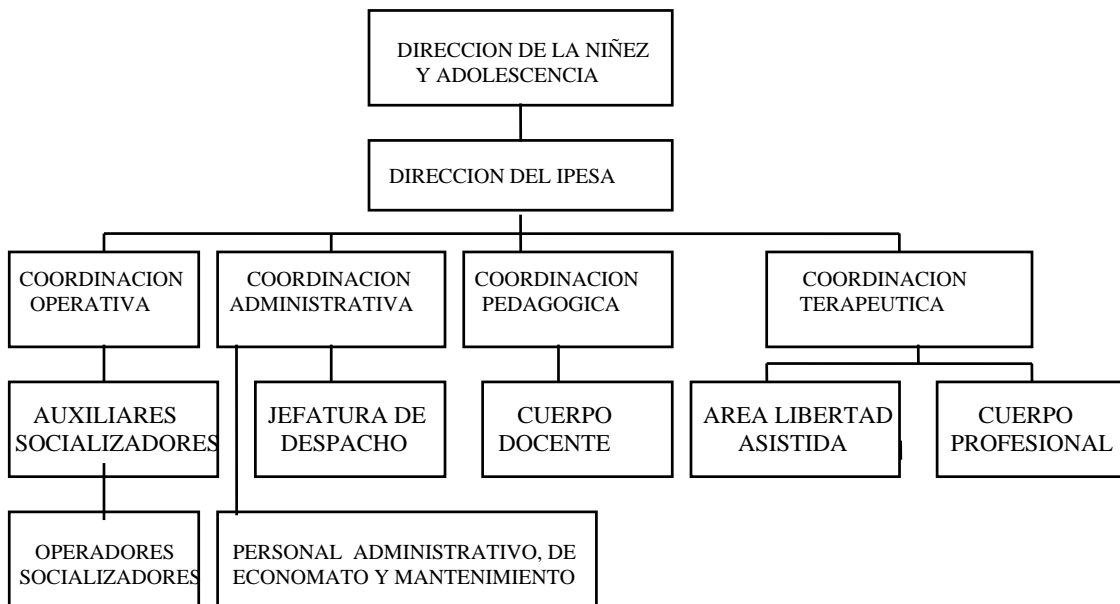 DIRECCION DE LA NIÑEZ
Y ADOLESCENCIA
DIRECCION DEL IPESA
COORDINACION
OPERATIVA
COORDINACION
ADMINISTRATIVA
COORDINACION
PEDAGOGICA
COORDINACION
TERAPEUTICA
AUXILIARES
SOCIALIZADORES
JEFATURA DE
DESPACHO
CUERPO
DOCENTE
AREA LIBERTAD
ASISTIDA
CUERPO
PROFESIONAL
OPERADORES
SOCIALIZADORES
PERSONAL ADMINISTRATIVO, DE
ECONOMATO Y MANTENIMIENTO